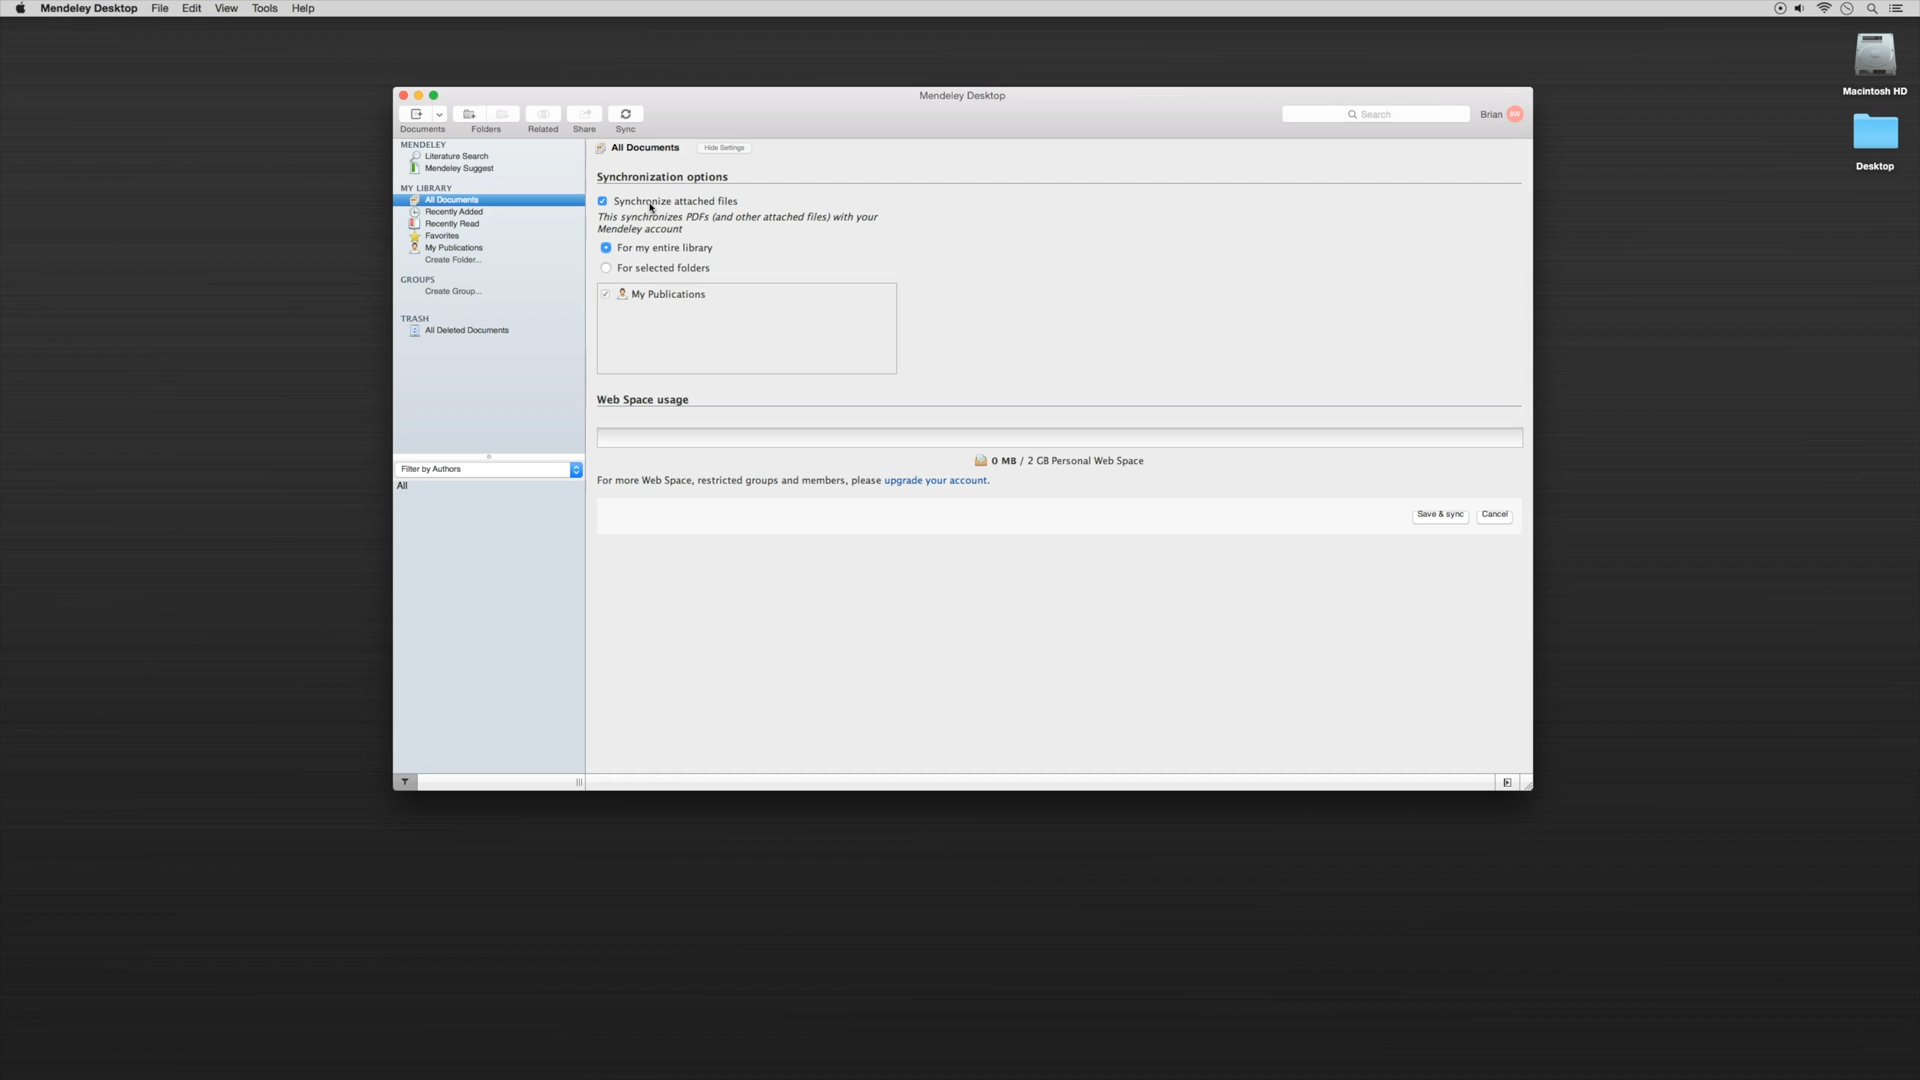 Mendeley Desktop File Edit View Tools Help
Macintosh HD
Desktop
Mendeley Desktop
Search
Brian BW
Documents Folders Related Share Sync
MENDELEY
Literature Search
Mendeley Suggest
MY LIBRARY
All Documents
Recently Added
Recently Read
Favorites
My Publications
Create Folder...
GROUPS
Create Group...
TRASH
All Deleted Documents
Filter by Authors
All
All Documents Hide Settings
Synchronization options
Synchronize attached files
This synchronizes PDFs (and other attached files) with your
Mendeley account
For my entire library
For selected folders
My Publications
Web Space usage
0 MB / 2 GB Personal Web Space
For more Web Space, restricted groups and members, please upgrade your account.
Save & sync Cancel